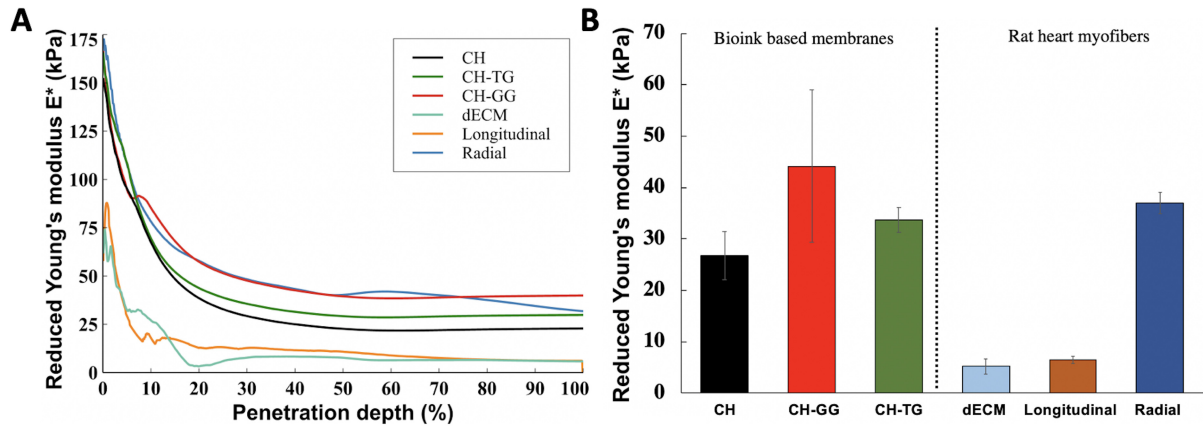 A
Reduced Young's modulus E* (kPa)
175
150
125
100
75
50
25
0
0
10
20
30
40
50
60
70
80
90
100
Penetration depth (%)
CH
CH-TG
CH-GG
dECM
Longitudinal
Radial
B
Reduced Young's modulus E* (kPa)
70
60
50
40
30
20
10
0
Bioink based membranes
Rat heart myofibers
CH
CH-GG
CH-TG
dECM
Longitudinal
Radial